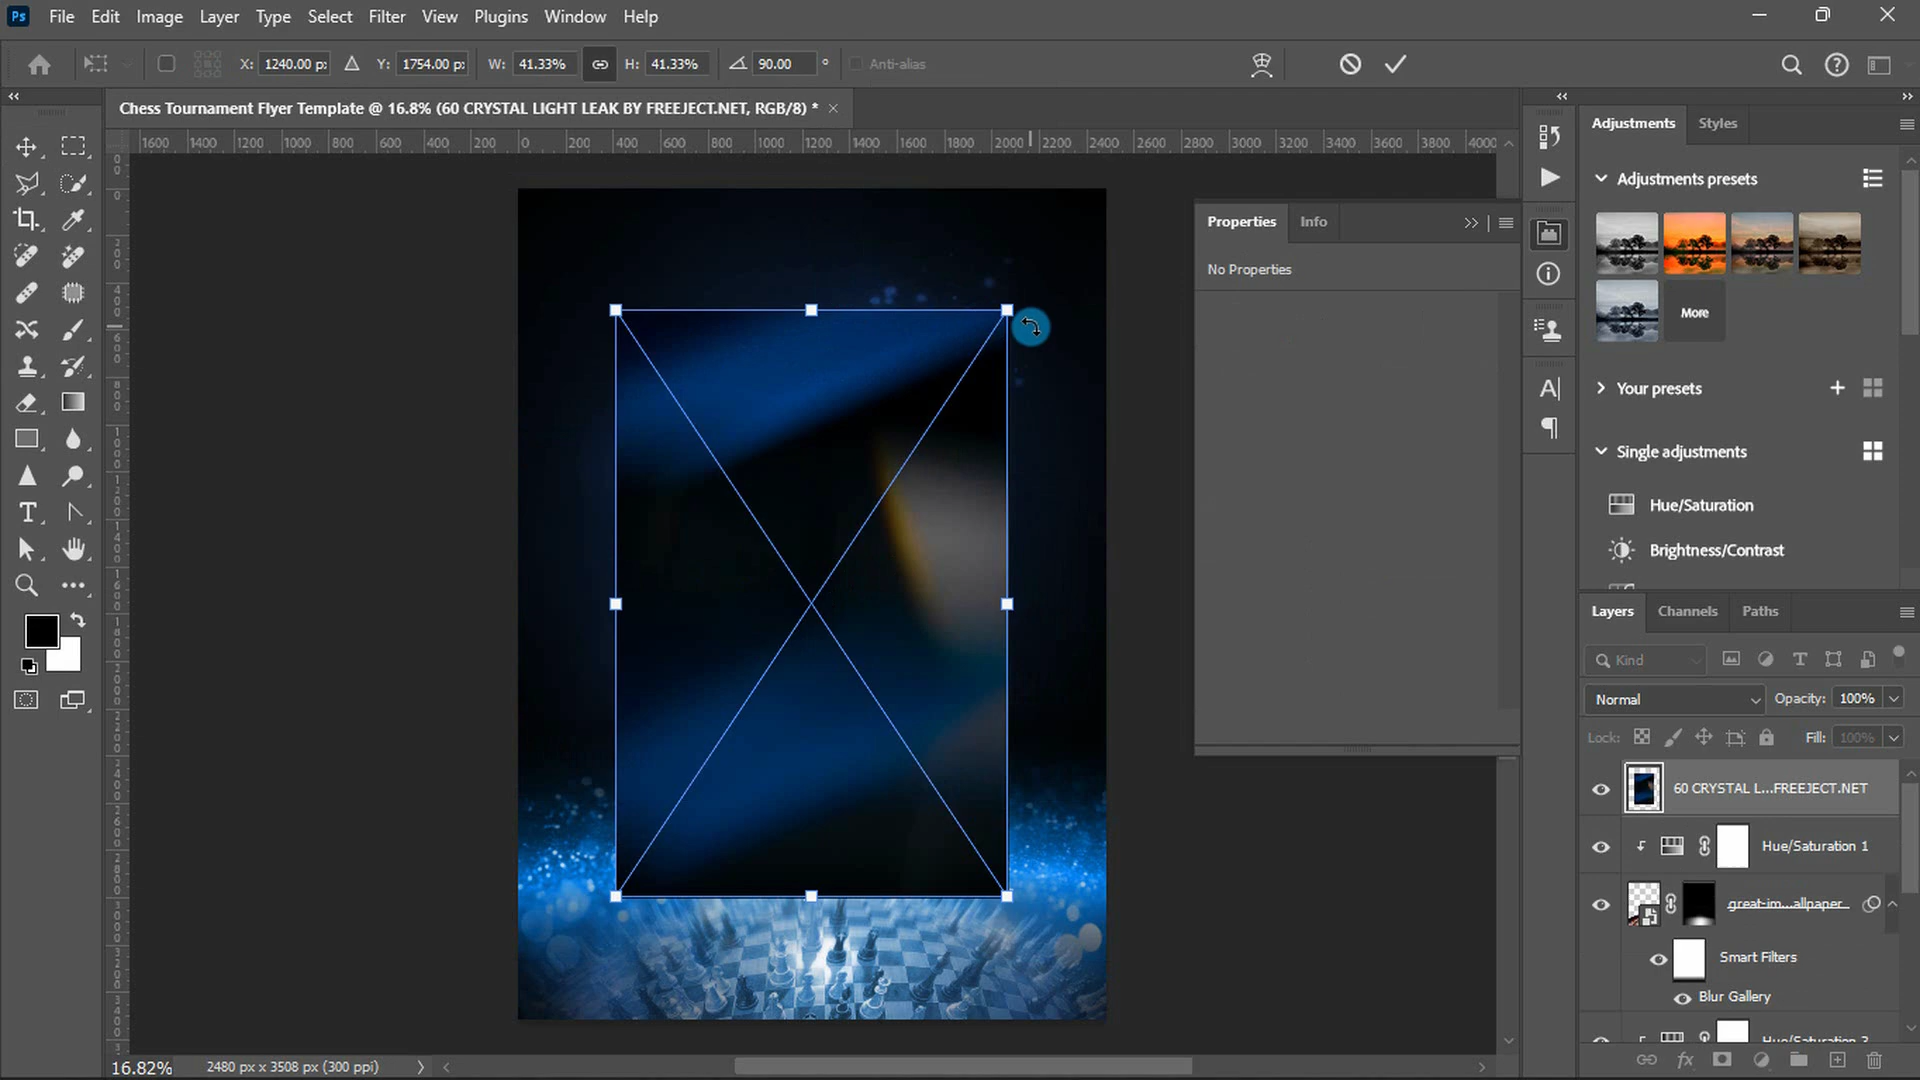 Ps File Edit Image Layer Type Select Filter View Plugins Window Help
X: 1240.00 p Y: 1754.00 p W: 41.33% H: 41.33% 90.00 ° Anti-alias
Chess Tournament Flyer Template @ 16.8% (60 CRYSTAL LIGHT LEAK BY FREEJECT.NET, RGB/8) * ×
1600 1400 1200 1000 800 600 400 200 0 200 400 600 800 1000 1200 1400 1600 1800 2000 2200 2400 2600 2800 3000 3200 3400 3600 3800 4000
Properties Info
No Properties
Adjustments Styles
Adjustments presets
More
Your presets
Single adjustments
Hue/Saturation
Brightness/Contrast
Layers Channels Paths
Kind
Normal Opacity: 100%
Lock: Fill: 100%
60 CRYSTAL L...FREEJECT.NET
Hue/Saturation 1
great-im...allpaper
Smart Filters
Blur Gallery
16.82% 2480 px x 3508 px (300 ppi)